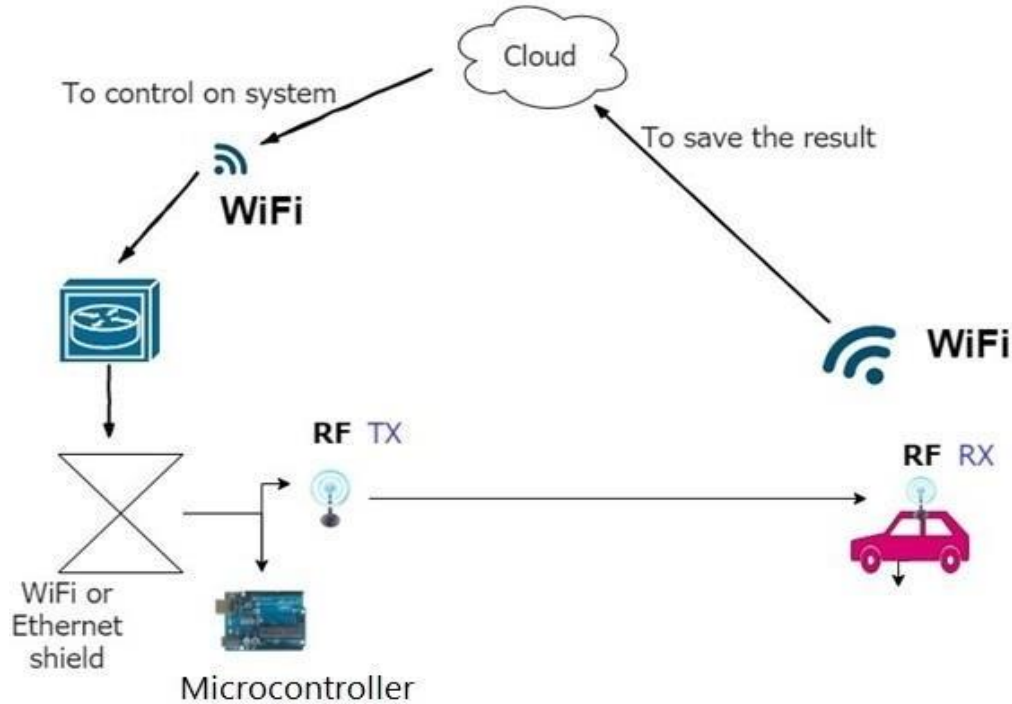 Cloud
To control on system
To save the result
WiFi
WiFi
RF TX
RF RX
WiFi or
Ethernet
shield
Microcontroller